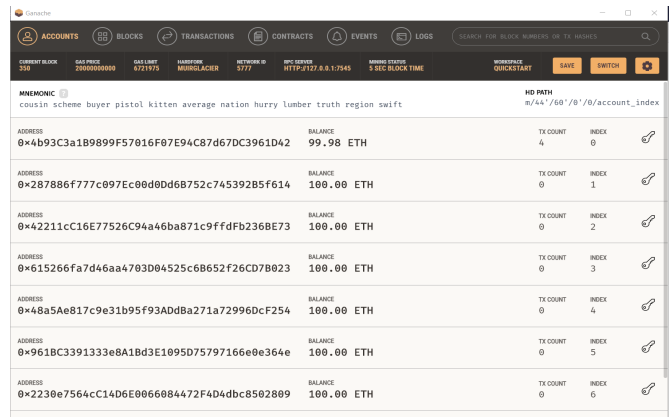 Ganache
ACCOUNTS BLOCKS TRANSACTIONS CONTRACTS EVENTS LOGS SEARCH FOR BLOCK NUMBERS OR TX HASHES
CURRENT BLOCK GAS PRICE GAS LIMIT HARDFORK NETWORK ID RPC SERVER MINING STATUS WORKSPACE
350 20000000000 6721975 MUIRGLACIER 5777 HTTP://127.0.0.1:7545 5 SEC BLOCK TIME QUICKSTART SAVE SWITCH
MNEMONIC ? HD PATH
cousin scheme buyer pistol kitten average nation hurry lumber truth region swift m/44'/60'/0'/0/account_index
ADDRESS BALANCE TX COUNT INDEX
0×4b93C3a1B9899F57016F07E94C87d67DC3961D42 99.98 ETH 4 0
ADDRESS BALANCE TX COUNT INDEX
0×287886f777c097Ec00d0Dd6B752c745392B5f614 100.00 ETH 0 1
ADDRESS BALANCE TX COUNT INDEX
0×42211cC16E77526C94a46ba871c9ffdFb236BE73 100.00 ETH 0 2
ADDRESS BALANCE TX COUNT INDEX
0×615266fa7d46aa4703D04525c6B652f26CD7B023 100.00 ETH 0 3
ADDRESS BALANCE TX COUNT INDEX
0×48a5Ae817c9e31b95f93ADdBa271a72996DcF254 100.00 ETH 0 4
ADDRESS BALANCE TX COUNT INDEX
0×961BC3391333e8A1Bd3E1095D75797166e0e364e 100.00 ETH 0 5
ADDRESS BALANCE TX COUNT INDEX
0×2230e7564cC14D6E0066084472F4D4dbc8502809 100.00 ETH 0 6